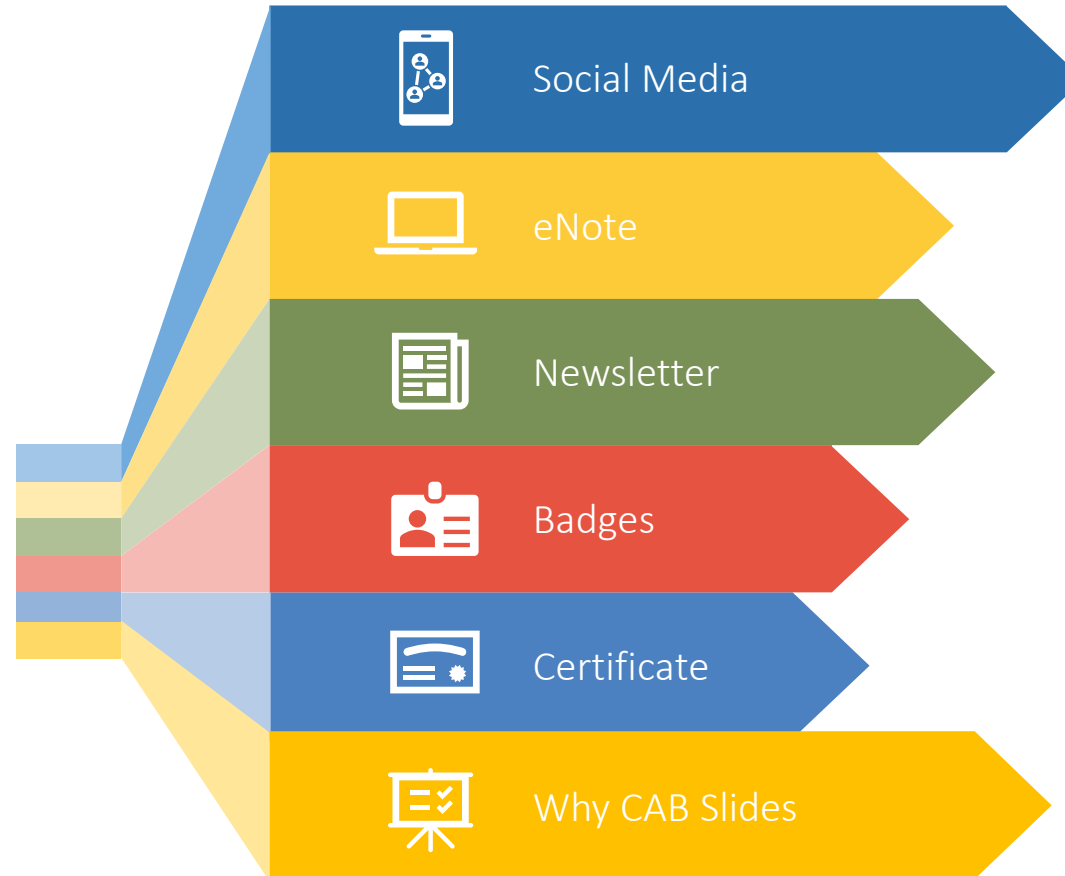 Social Media
eNote
Newsletter
Badges
Certificate
Why CAB Slides